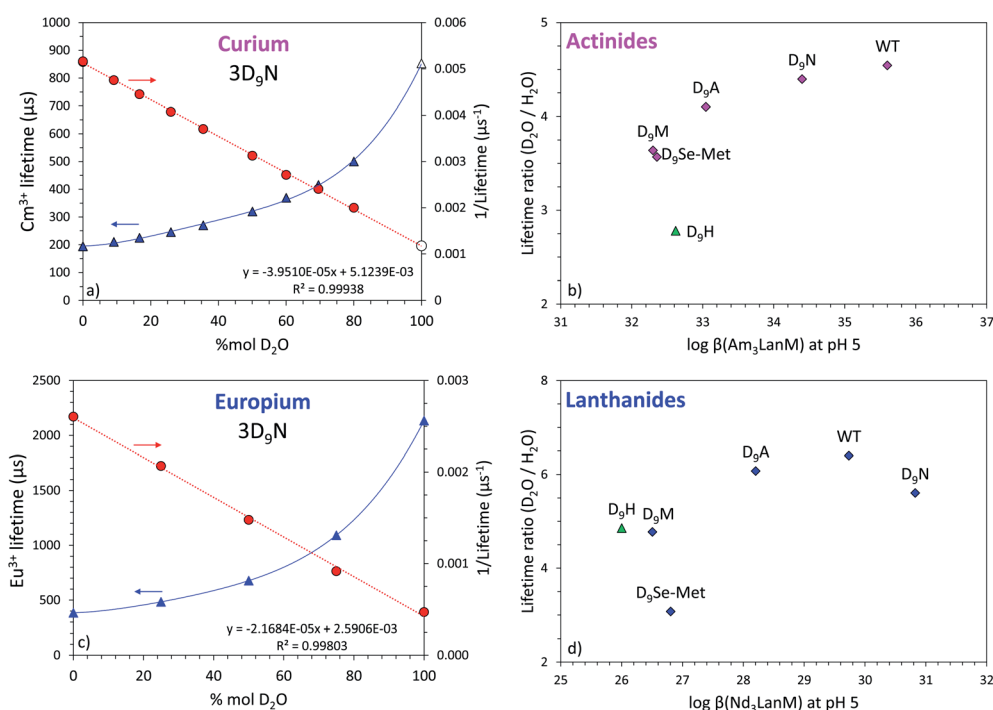 1000
900
800
700
600
500
400
300
200
100
0
Cm³⁺ lifetime (µs)
Curium
3D₉N
0.006
0.005
0.004
0.003
0.002
0.001
0
1/Lifetime (µs⁻¹)
y = -3.9510E-05x + 5.1239E-03
R² = 0.99938
a)
0 20 40 60 80 100
%mol D₂O
5
4
3
2
Lifetime ratio (D₂O / H₂O)
Actinides
WT
D₉N
D₉A
D₉M
D₉Se-Met
D₉H
b)
31 32 33 34 35 36 37
log β(Am₃LanM) at pH 5
2500
2000
1500
1000
500
0
Eu³⁺ lifetime (µs)
Europium
3D₉N
0.003
0.002
0.001
0.000
1/Lifetime (µs⁻¹)
y = -2.1684E-05x + 2.5906E-03
R² = 0.99803
c)
0 20 40 60 80 100
% mol D₂O
8
6
4
2
Lifetime ratio (D₂O / H₂O)
Lanthanides
WT
D₉A
D₉N
D₉H
D₉M
D₉Se-Met
d)
25 26 27 28 29 30 31 32
log β(Nd₃LanM) at pH 5